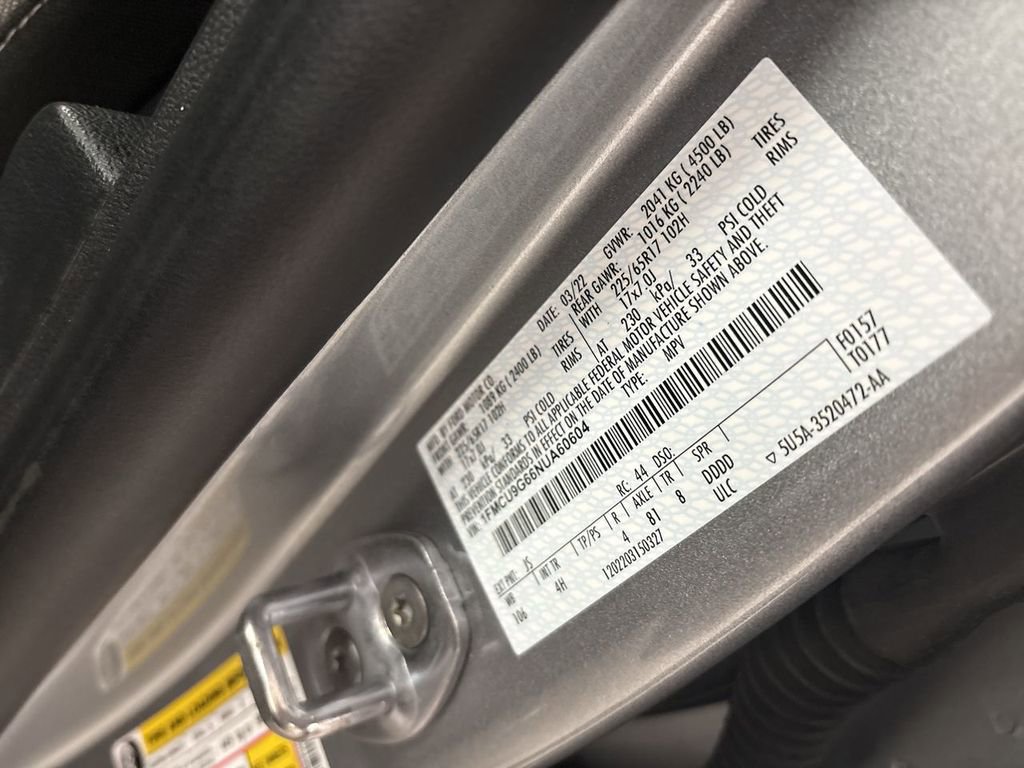 MFD. BY FORD MOTOR CO.
DATE: 03/22 GVWR: 2041 KG ( 4500 LB)
FRONT GAWR: 1089 KG ( 2400 LB) REAR GAWR: 1016 KG ( 2240 LB)
WITH 225/65R17 102H TIRES WITH 225/65R17 102H TIRES
17x7.0J RIMS 17x7.0J RIMS
AT 230 kPa/ 33 PSI COLD AT 230 kPa/ 33 PSI COLD
THIS VEHICLE CONFORMS TO ALL APPLICABLE FEDERAL MOTOR VEHICLE SAFETY AND THEFT
PREVENTION STANDARDS IN EFFECT ON THE DATE OF MANUFACTURE SHOWN ABOVE.
VIN: 1FMCU9G66NUA60604 TYPE: MPV
EXT PNT: JS RC: 44 DSO: F0157
WB INT TR TP/PS R AXLE TR SPR T0177
106 4H 4 B1 8 DDDD
1202203150327 ULC ▽ 5U5A-3520472-AA